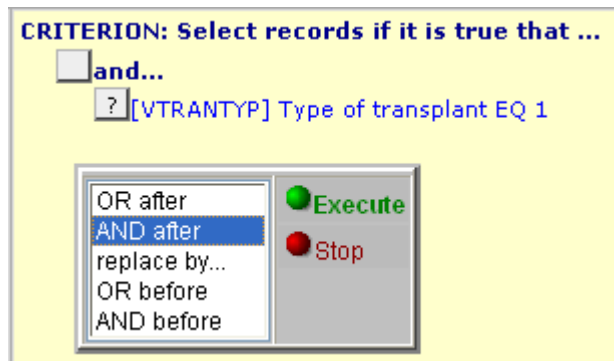 CRITERION: Select records if it is true that ...
and...
? [VTRANTYP] Type of transplant EQ 1
OR after
AND after
replace by...
OR before
AND before
Execute
Stop